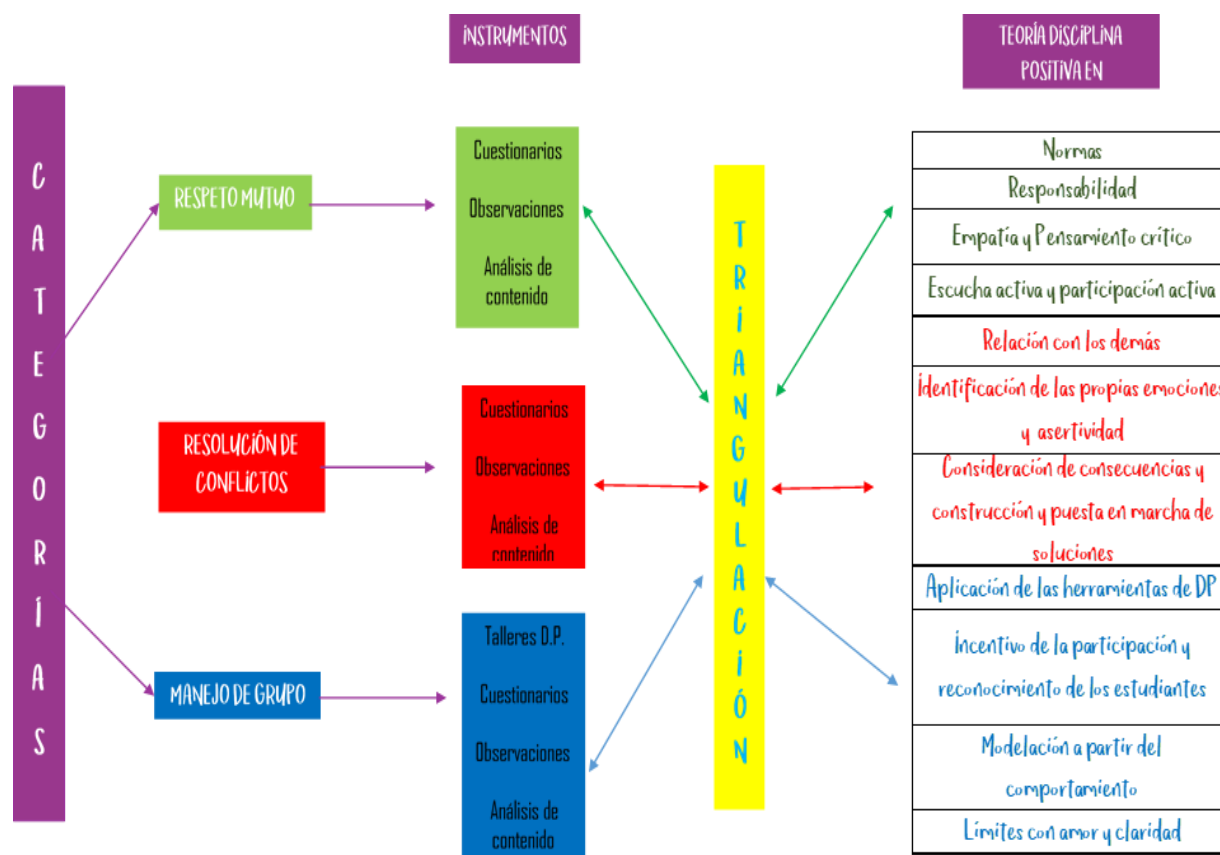 INSTRUMENTOS
TEORÍA DISCIPLINA
POSITIVA EN
CATEGORÍAS
RESPETO MUTUO
Cuestionarios
Observaciones
Análisis de
contenido
RESOLUCIÓN DE
CONFLICTOS
Cuestionarios
Observaciones
Análisis de
contenido
MANEJO DE GRUPO
Talleres D.P.
Cuestionarios
Observaciones
Análisis de
contenido
TRIANGULACIÓN
Normas
Responsabilidad
Empatía y Pensamiento crítico
Escucha activa y participación activa
Relación con los demás
Identificación de las propias emociones
y asertividad
Consideración de consecuencias y
construcción y puesta en marcha de
soluciones
Aplicación de las herramientas de DP
Incentivo de la participación y
reconocimiento de los estudiantes
Modelación a partir del
comportamiento
Límites con amor y claridad